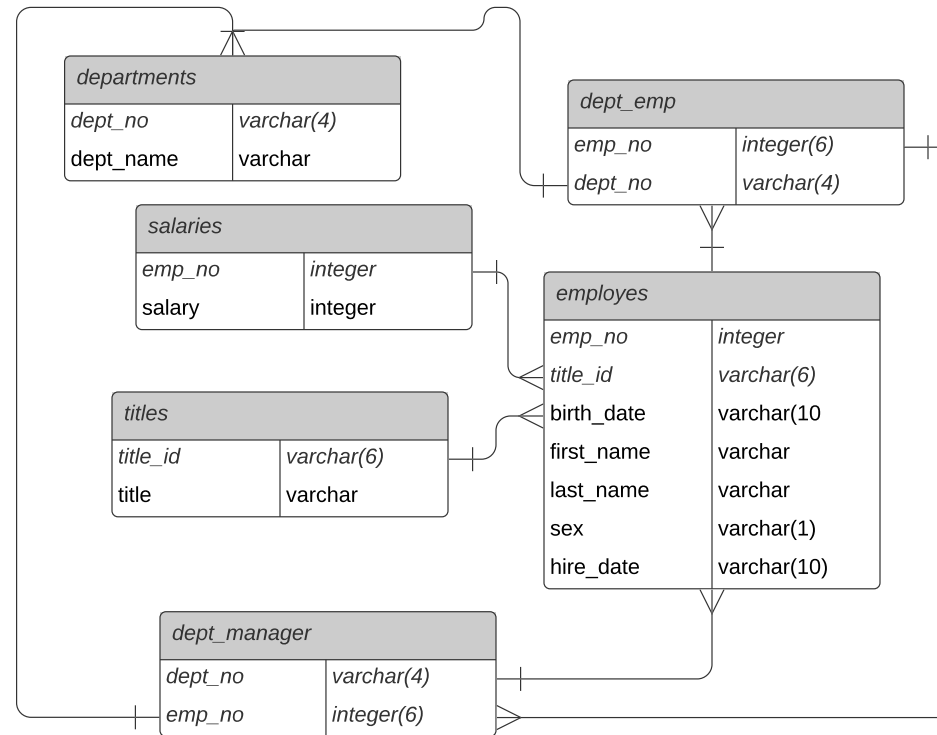 departments
dept_no varchar(4)
dept_name varchar
dept_emp
emp_no integer(6)
dept_no varchar(4)
salaries
emp_no integer
salary integer
employes
emp_no integer
title_id varchar(6)
birth_date varchar(10
first_name varchar
last_name varchar
sex varchar(1)
hire_date varchar(10)
titles
title_id varchar(6)
title varchar
dept_manager
dept_no varchar(4)
emp_no integer(6)